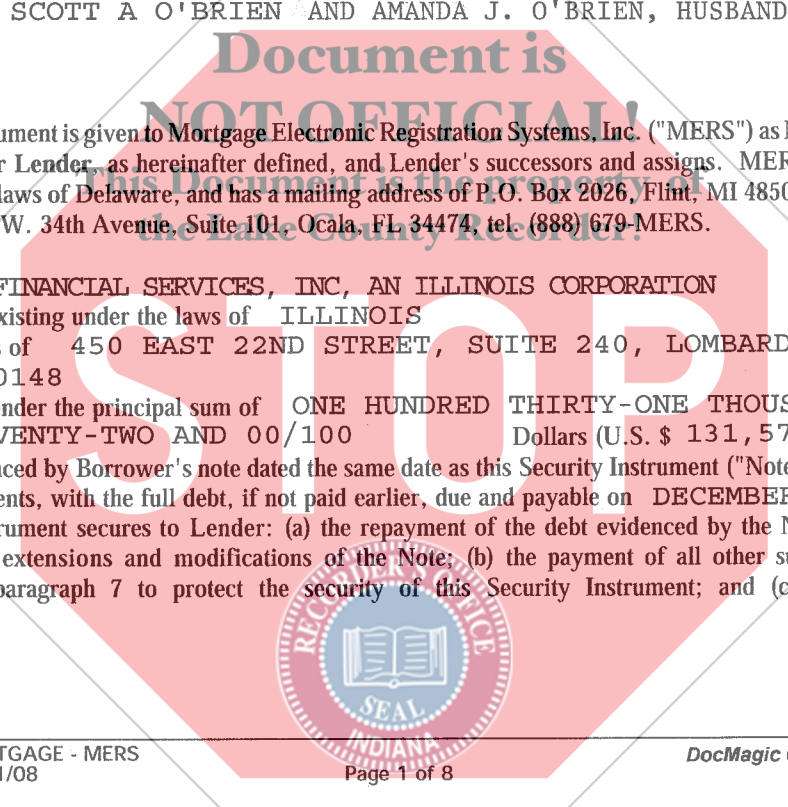 SCOTT A O'BRIEN AND AMANDA J. O'BRIEN, HUSBAND
Document is
NOT OFFICIAL!
ument is given to Mortgage Electronic Registration Systems, Inc. ("MERS") as
r Lender, as hereinafter defined, and Lender's successors and assigns. MER
This Document is the property of
laws of Delaware, and has a mailing address of P.O. Box 2026, Flint, MI 4850
the Lake County Recorder!
W. 34th Avenue, Suite 101, Ocala, FL 34474, tel. (888) 679-MERS.
FINANCIAL SERVICES, INC, AN ILLINOIS CORPORATION
xisting under the laws of ILLINOIS
s of 450 EAST 22ND STREET, SUITE 240, LOMBARD
0148
STOP
nder the principal sum of ONE HUNDRED THIRTY-ONE THOUS
VENTY-TWO AND 00/100 Dollars (U.S. $ 131,57
nced by Borrower's note dated the same date as this Security Instrument ("Note
ents, with the full debt, if not paid earlier, due and payable on DECEMBER
rument secures to Lender: (a) the repayment of the debt evidenced by the N
extensions and modifications of the Note; (b) the payment of all other su
paragraph 7 to protect the security of this Security Instrument; and (c
RECORDER'S OFFICE
SEAL
INDIANA
TGAGE - MERS DocMagic
1/08 Page 1 of 8